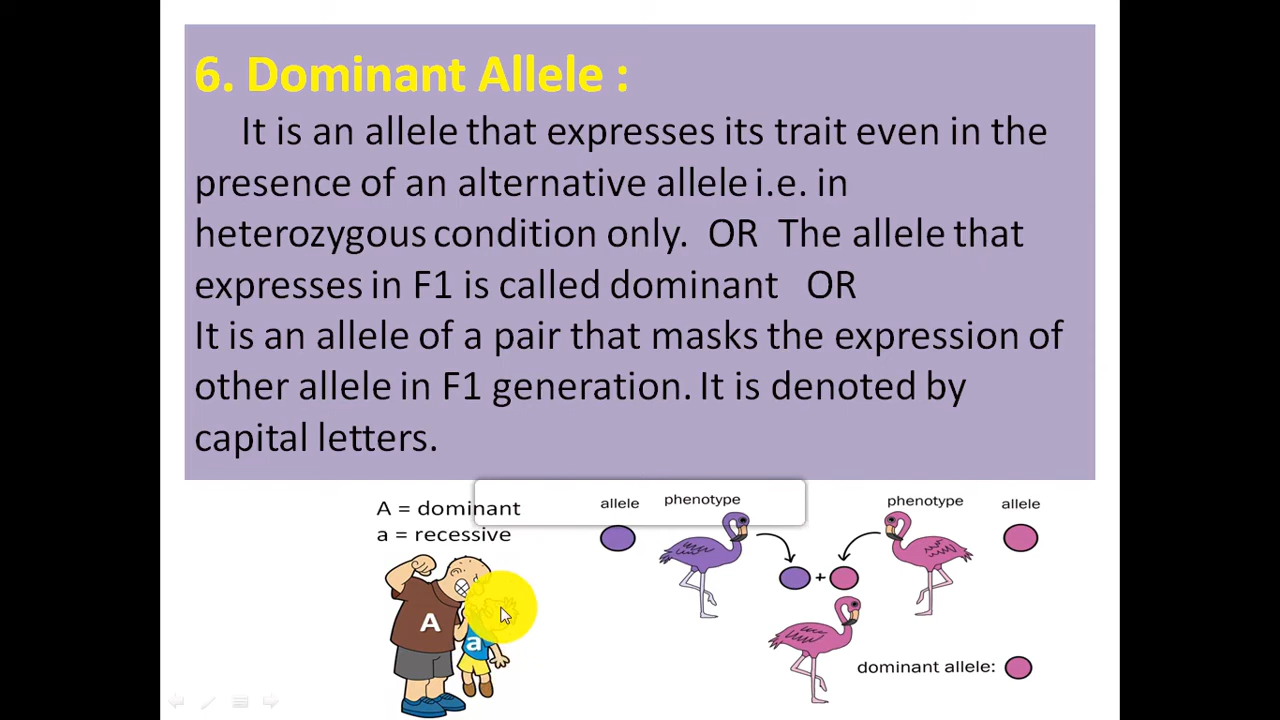 6. Dominant Allele :
It is an allele that expresses its trait even in the
presence of an alternative allele i.e. in
heterozygous condition only. OR The allele that
expresses in F1 is called dominant OR
It is an allele of a pair that masks the expression of
other allele in F1 generation. It is denoted by
capital letters.
A = dominant
a = recessive
A
a
allele phenotype
phenotype allele
+
dominant allele: